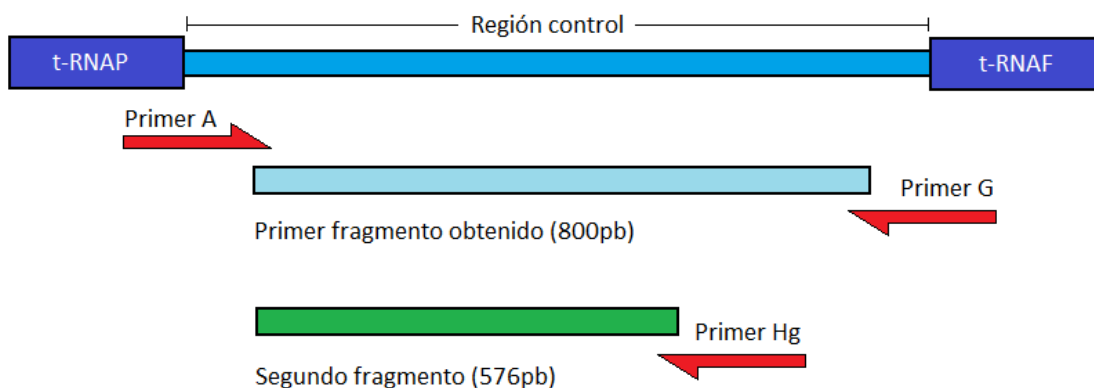 Región control
t-RNAP
t-RNAF
Primer A
Primer G
Primer fragmento obtenido (800pb)
Primer Hg
Segundo fragmento (576pb)